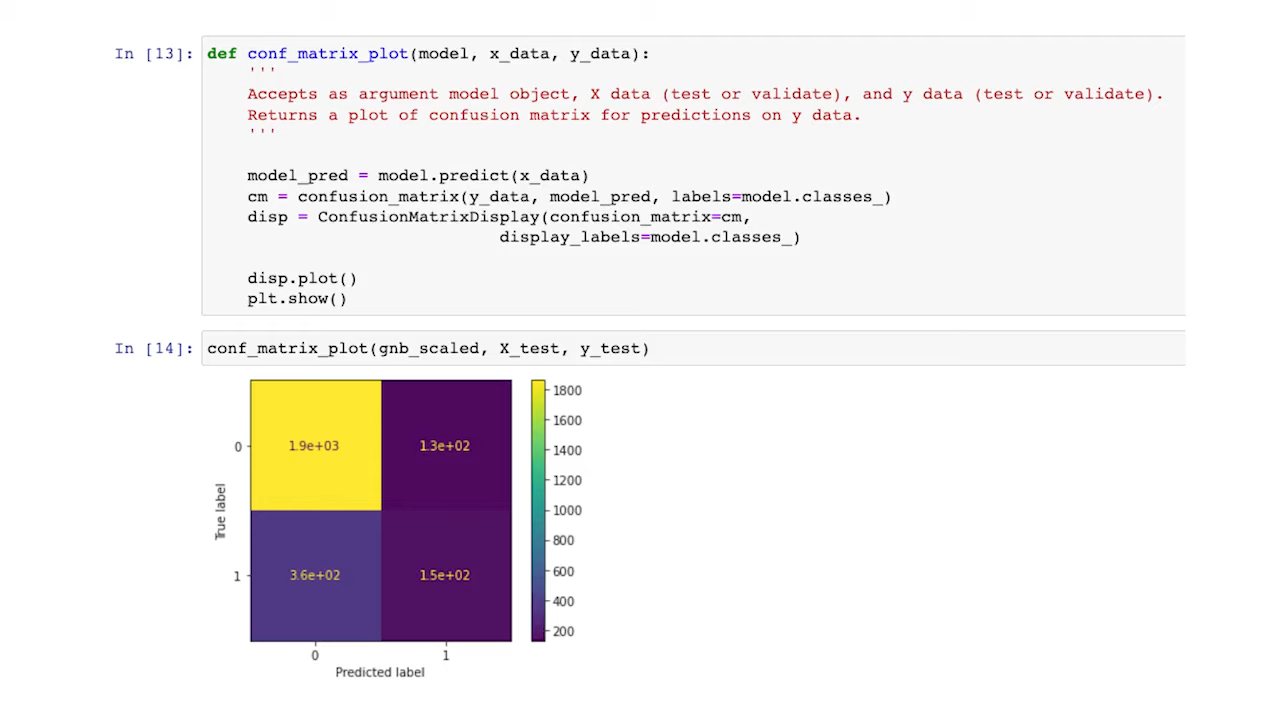 In [13]: def conf_matrix_plot(model, x_data, y_data):
'''
Accepts as argument model object, X data (test or validate), and y data (test or validate).
Returns a plot of confusion matrix for predictions on y data.
'''
model_pred = model.predict(x_data)
cm = confusion_matrix(y_data, model_pred, labels=model.classes_)
disp = ConfusionMatrixDisplay(confusion_matrix=cm,
display_labels=model.classes_)
disp.plot()
plt.show()
In [14]: conf_matrix_plot(gnb_scaled, X_test, y_test)
1800
1600
1400
1200
1000
800
600
400
200
0 1.9e+03 1.3e+02
True label
1 3.6e+02 1.5e+02
0 1
Predicted label